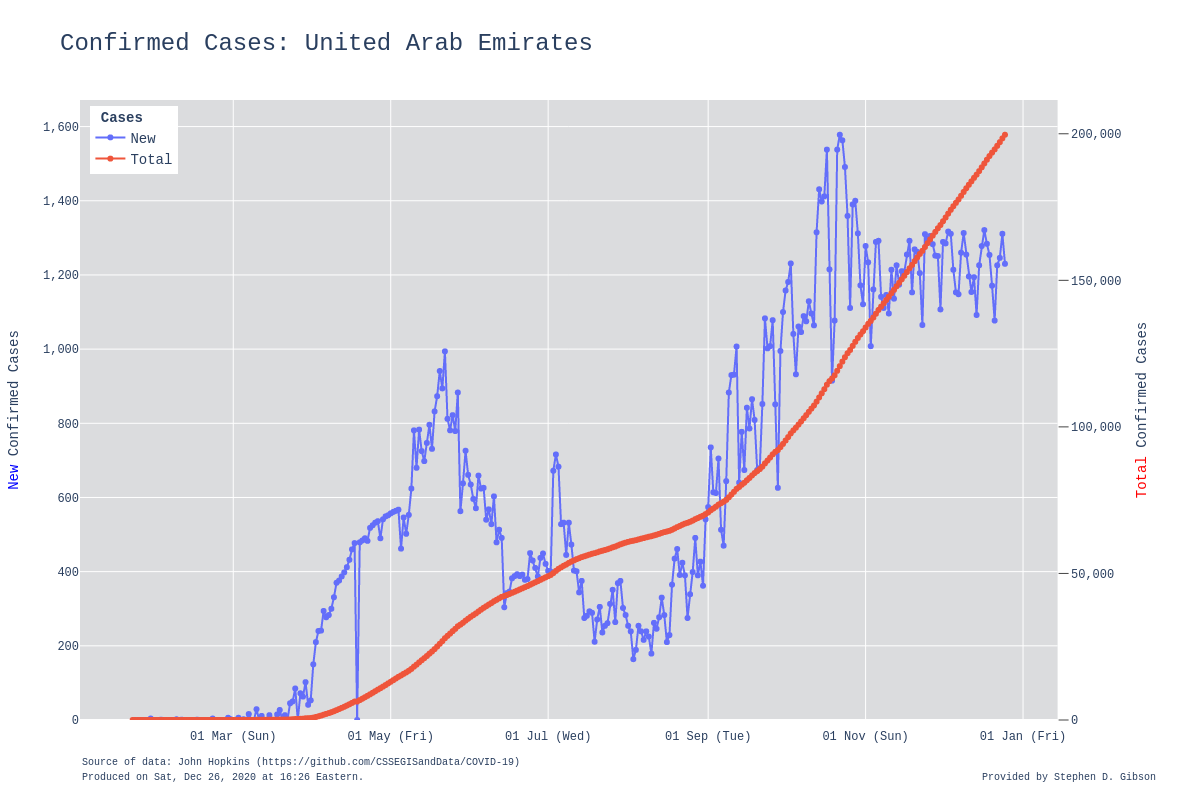 Confirmed Cases: United Arab Emirates
Cases
New
Total
1,600
1,400
1,200
1,000
800
600
400
200
0
New Confirmed Cases
200,000
150,000
100,000
50,000
0
Total Confirmed Cases
01 Mar (Sun)
01 May (Fri)
01 Jul (Wed)
01 Sep (Tue)
01 Nov (Sun)
01 Jan (Fri)
Source of data: John Hopkins (https://github.com/CSSEGISandData/COVID-19)
Produced on Sat, Dec 26, 2020 at 16:26 Eastern.
Provided by Stephen D. Gibson